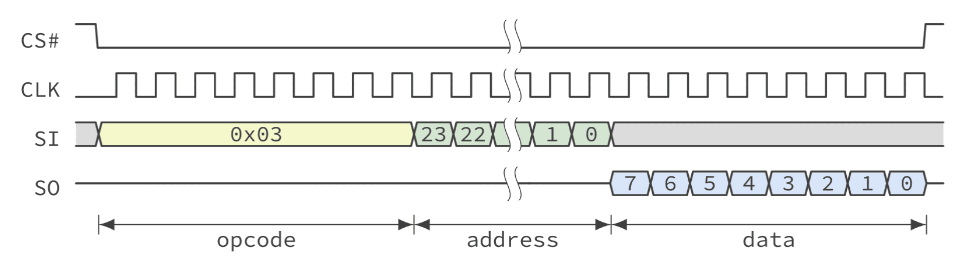 CS#
CLK
SI 0x03 23 22 1 0
SO 7 6 5 4 3 2 1 0
opcode address data